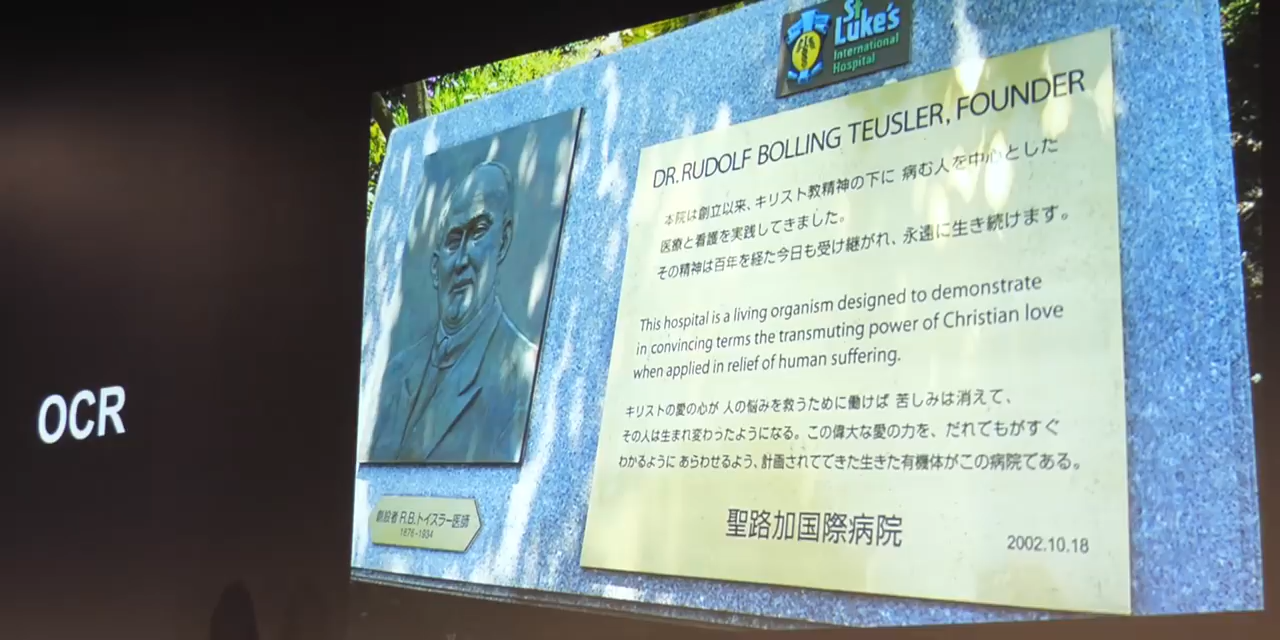 OCR
St
Luke's
International
Hospital
DR. RUDOLF BOLLING TEUSLER, FOUNDER
本院は創立以来、キリスト教精神の下に 病む人を中心とした
医療と看護を実践してきました。
その精神は百年を経た今日も受け継がれ、永遠に生き続けます。
This hospital is a living organism designed to demonstrate
in convincing terms the transmuting power of Christian love
when applied in relief of human suffering.
キリストの愛の心が 人の悩みを救うために働けば 苦しみは消えて、
その人は生まれ変わったようになる。この偉大な愛の力を、だれてもがすぐ
わかるように あらわせるよう、計画されてできた生きた有機体がこの病院である。
聖路加国際病院
2002.10.18
創設者 R.B.トイスラー医師
1876-1934